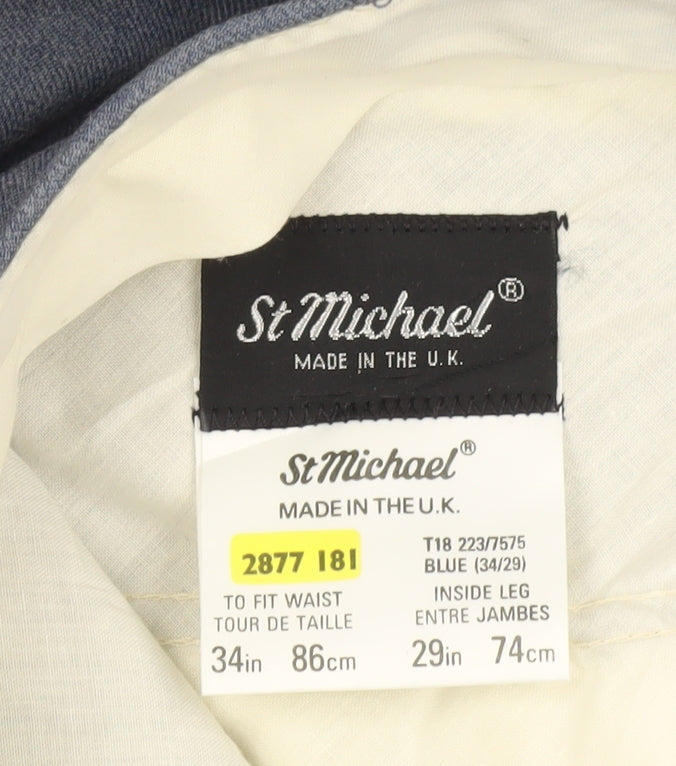 St Michael®
MADE IN THE U.K.
St Michael®
MADE IN THE U.K.
2877 181
T18 223/7575
BLUE (34/29)
TO FIT WAIST
TOUR DE TAILLE
34in 86cm
INSIDE LEG
ENTRE JAMBES
29in 74cm